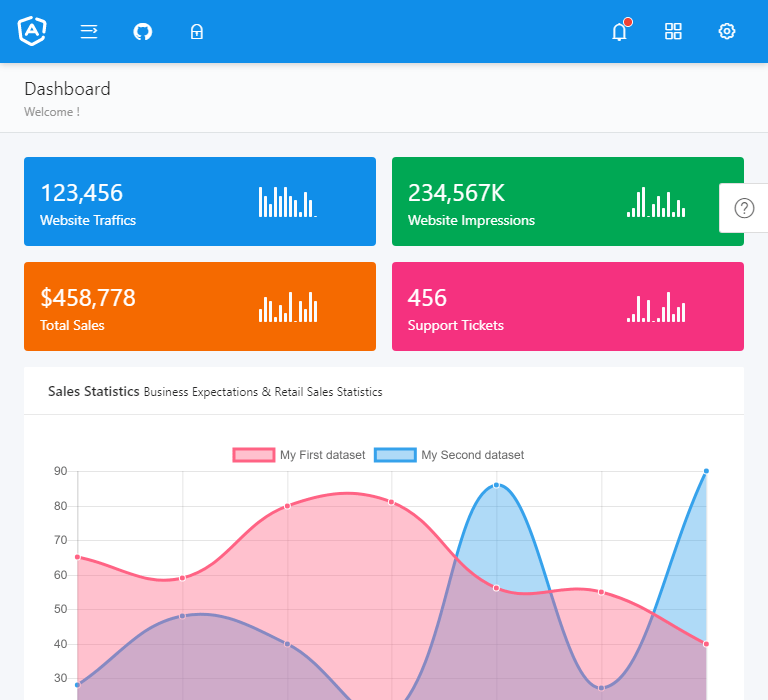 Dashboard
Welcome !
123,456
Website Traffics
234,567K
Website Impressions
$458,778
Total Sales
456
Support Tickets
Sales Statistics Business Expectations & Retail Sales Statistics
My First dataset My Second dataset
90
80
70
60
50
40
30